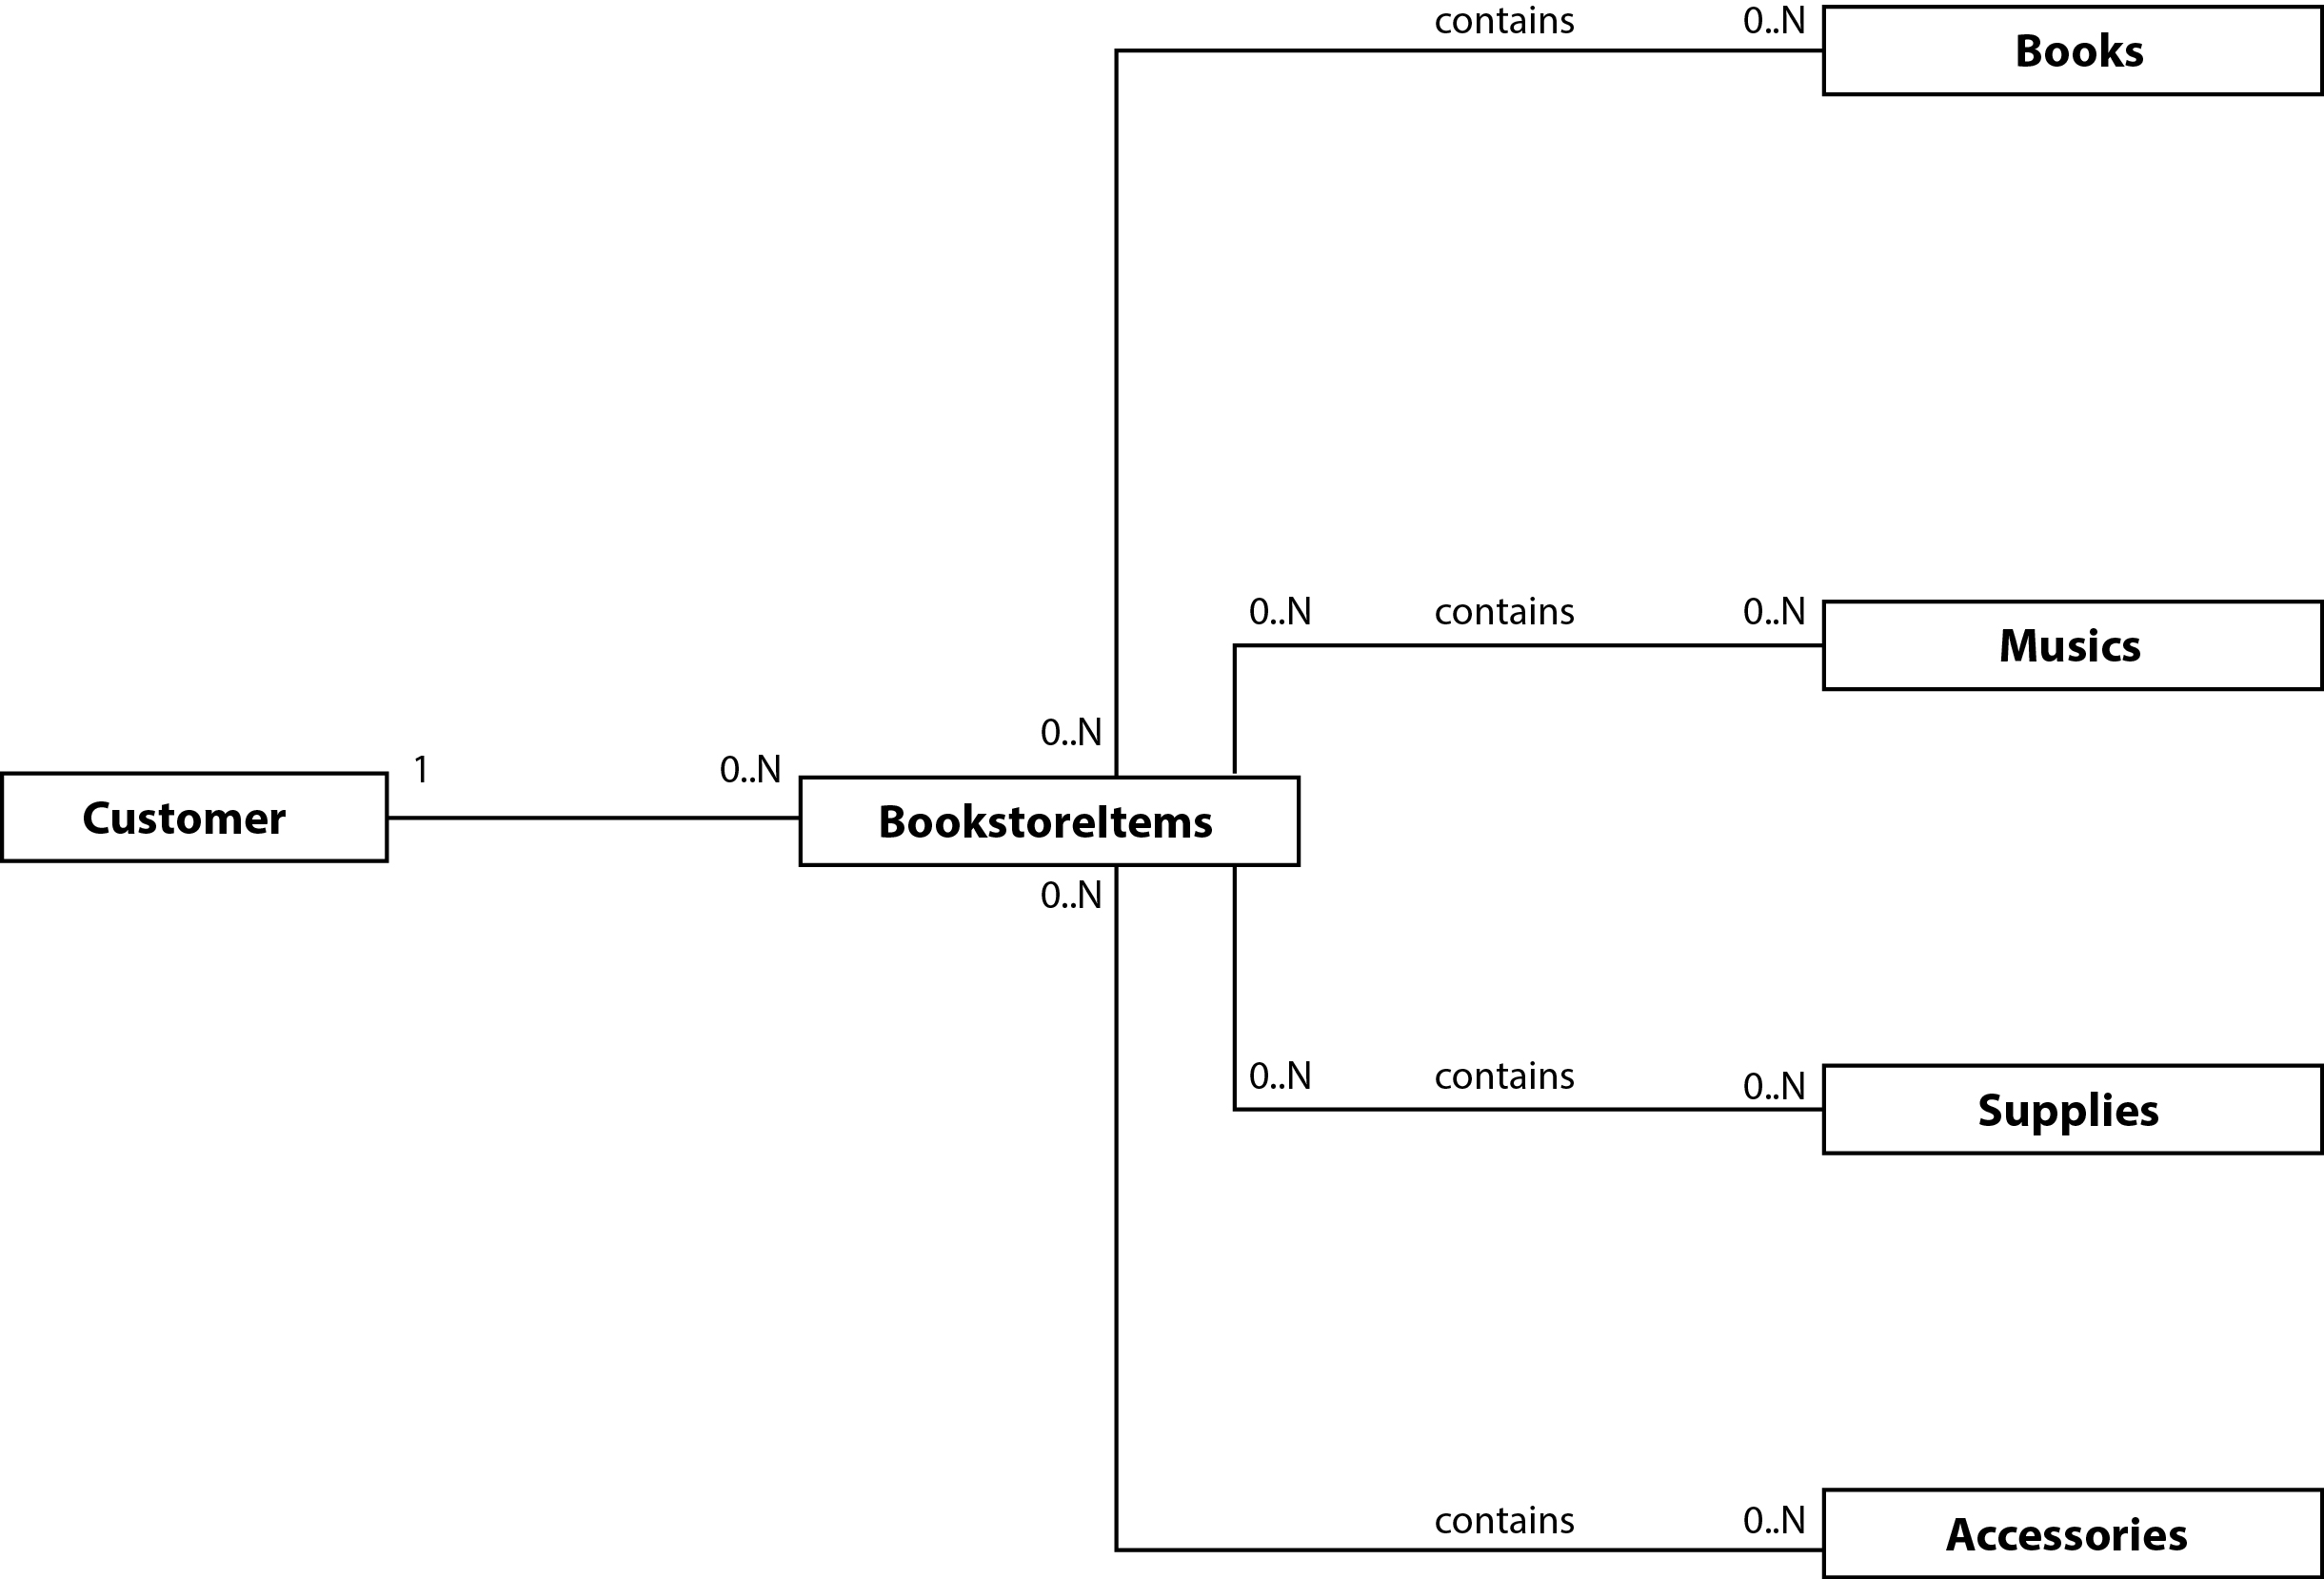 contains
0..N
Books
0..N
contains
0..N
Musics
0..N
1
0..N
Customer
BookstoreItems
0..N
0..N
contains
0..N
Supplies
contains
0..N
Accessories